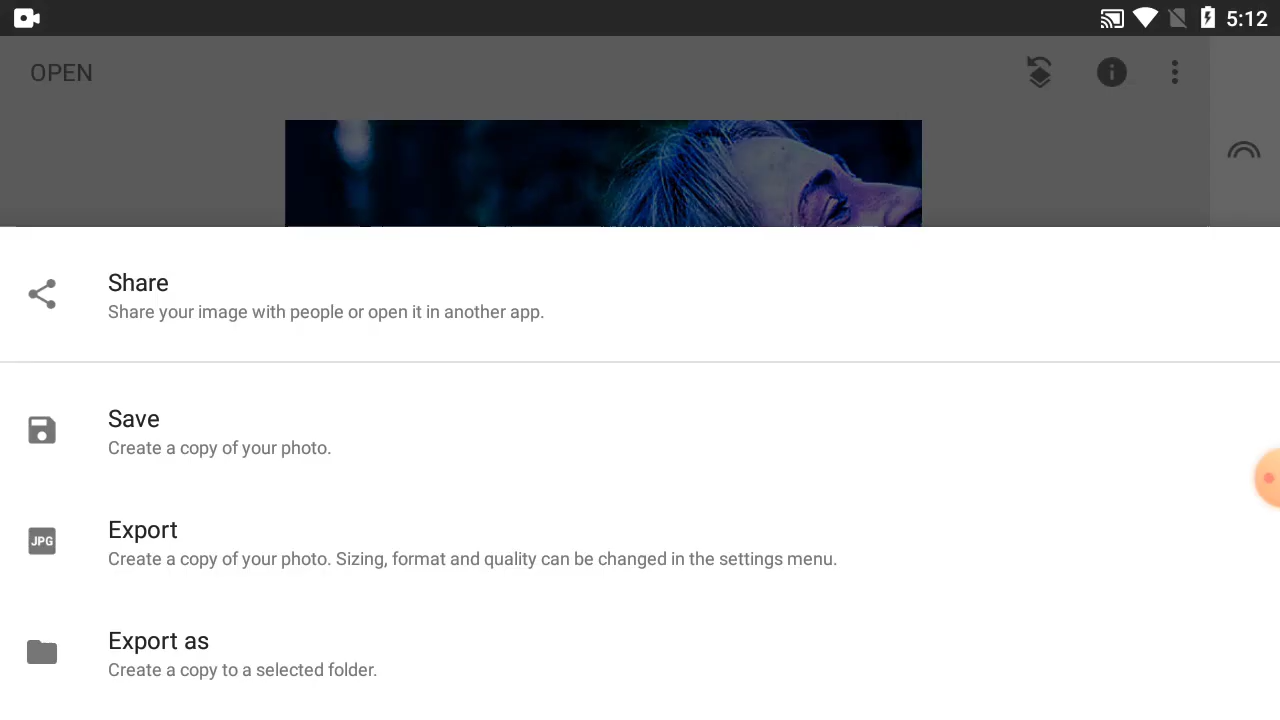 5:12
OPEN
Share
Share your image with people or open it in another app.
Save
Create a copy of your photo.
JPG
Export
Create a copy of your photo. Sizing, format and quality can be changed in the settings menu.
Export as
Create a copy to a selected folder.